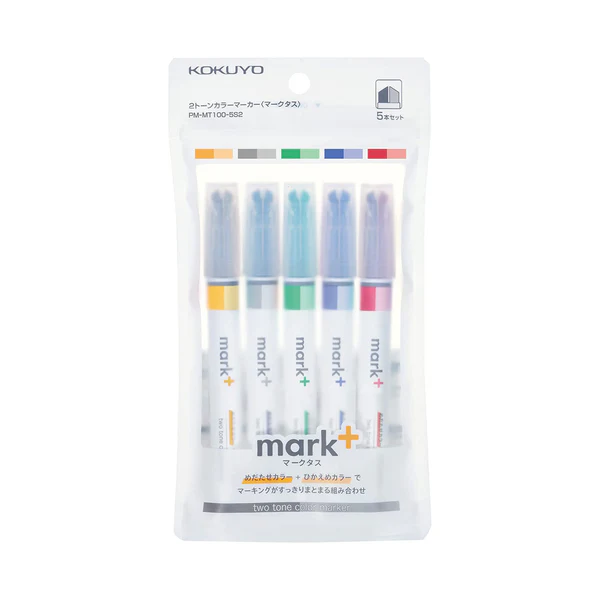 KOKUYO
2トーンカラーマーカー〈マークタス〉
PM-MT100-5S2
5本セット
mark+
mark+
mark+
mark+
mark+
two tone
mark+
マークタス
めだたせカラー + ひかえめカラー で
マーキングがすっきりまとまる組み合わせ
two tone color marker